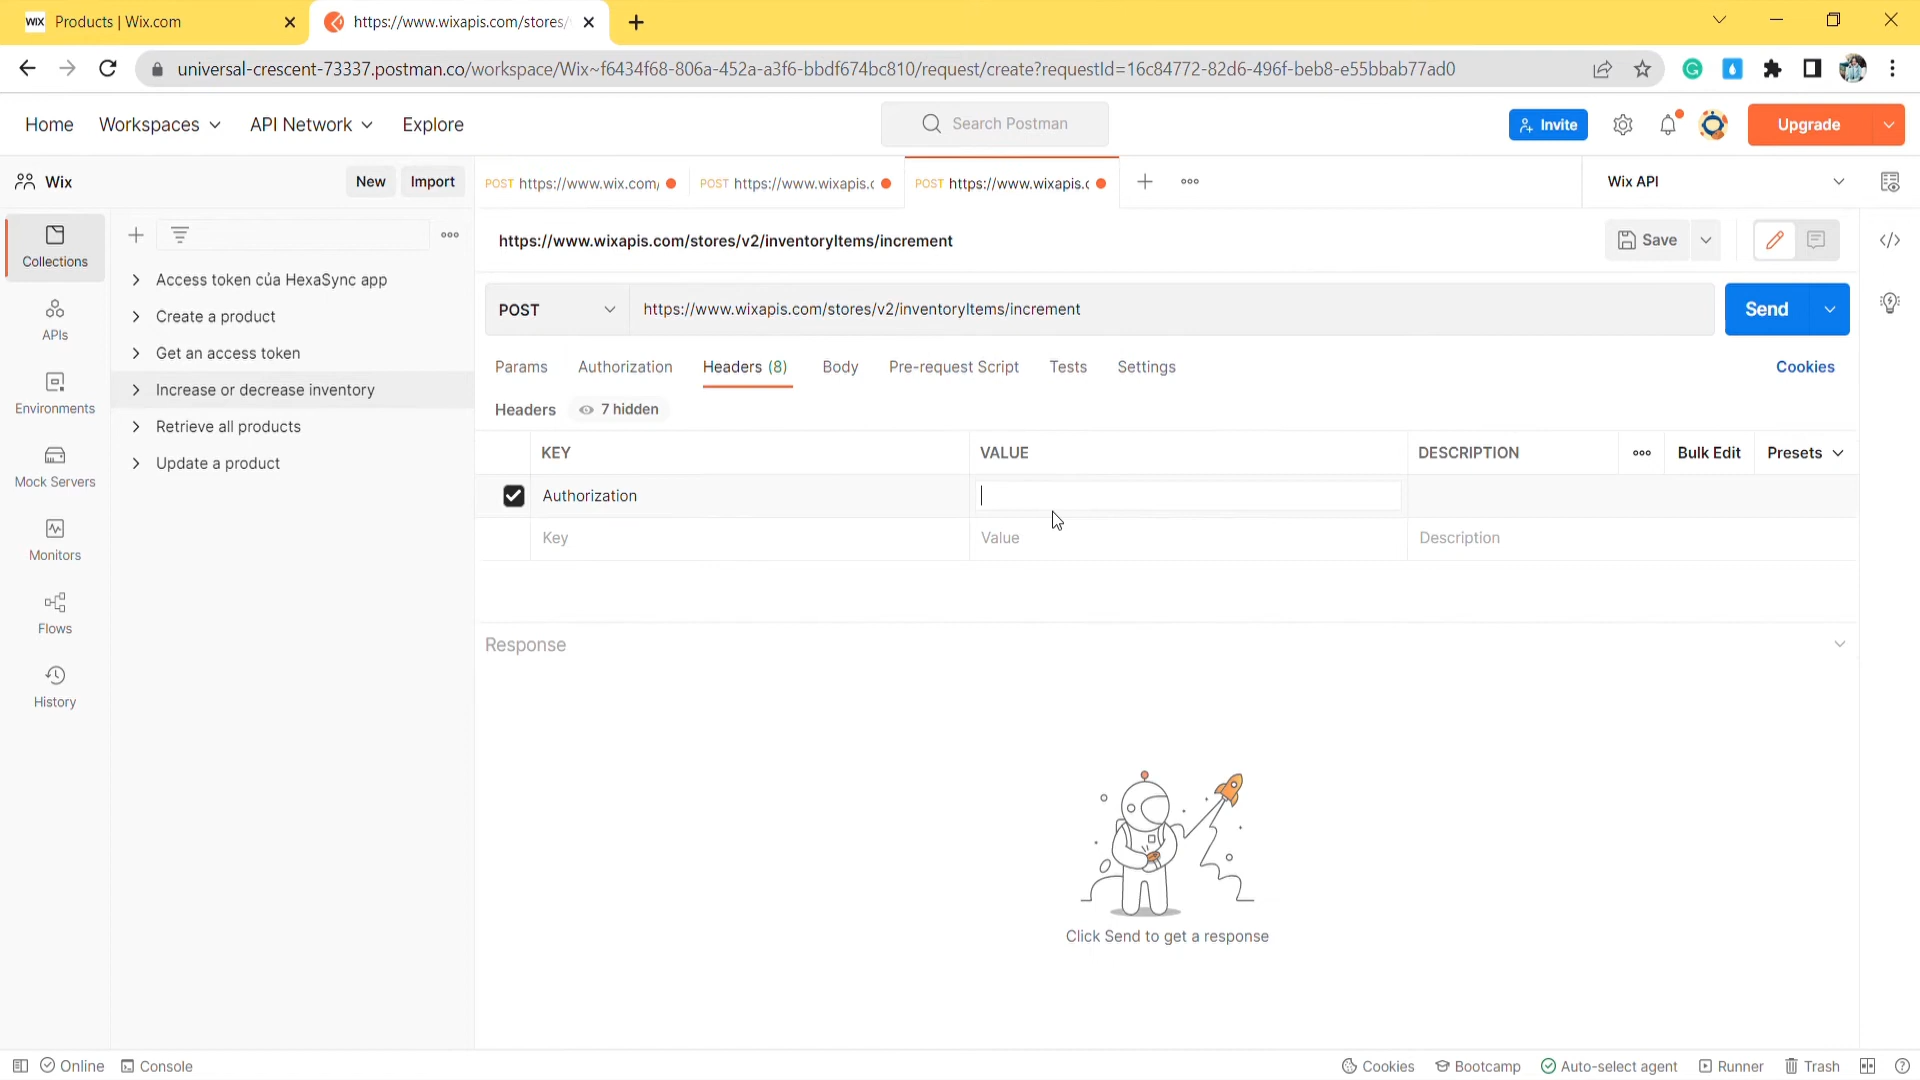 WIX Products | Wix.com
https://www.wixapis.com/stores/
universal-crescent-73337.postman.co/workspace/Wix~f6434f68-806a-452a-a3f6-bbdf674bc810/request/create?requestId=16c84772-82d6-496f-beb8-e55bbab77ad0
Home Workspaces API Network Explore
Search Postman
Invite
Upgrade
Wix
New Import
POST https://www.wix.com/
POST https://www.wixapis.c
POST https://www.wixapis.c
Wix API
Collections
APIs
Environments
Mock Servers
Monitors
Flows
History
Access token của HexaSync app
Create a product
Get an access token
Increase or decrease inventory
Retrieve all products
Update a product
https://www.wixapis.com/stores/v2/inventoryItems/increment
Save
POST https://www.wixapis.com/stores/v2/inventoryItems/increment
Send
Params Authorization Headers (8) Body Pre-request Script Tests Settings
Cookies
Headers 7 hidden
KEY VALUE DESCRIPTION Bulk Edit Presets
Authorization
Key Value Description
Response
Click Send to get a response
Online Console
Cookies Bootcamp Auto-select agent Runner Trash